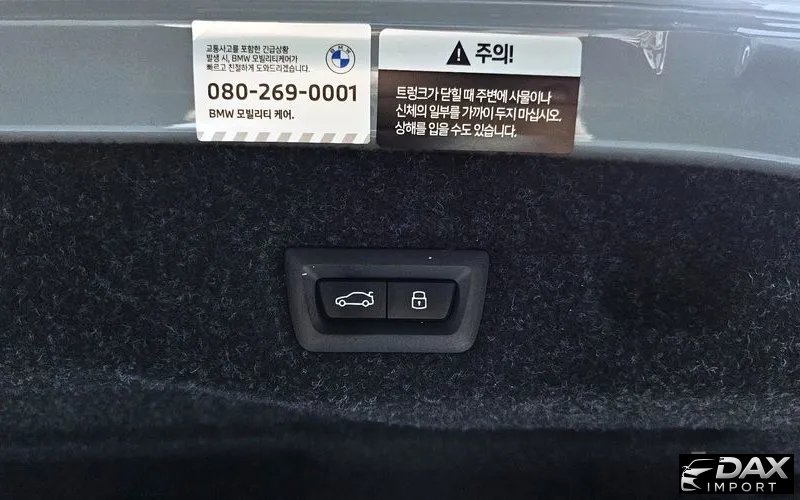 교통사고를 포함한 긴급상황
발생 시, BMW 모빌리티케어가
빠르고 친절하게 도와드리겠습니다.
BMW
080-269-0001
BMW 모빌리티 케어.
주의!
트렁크가 닫힐 때 주변에 사물이나
신체의 일부를 가까이 두지 마십시오.
상해를 입을 수도 있습니다.
DAX
IMPORT